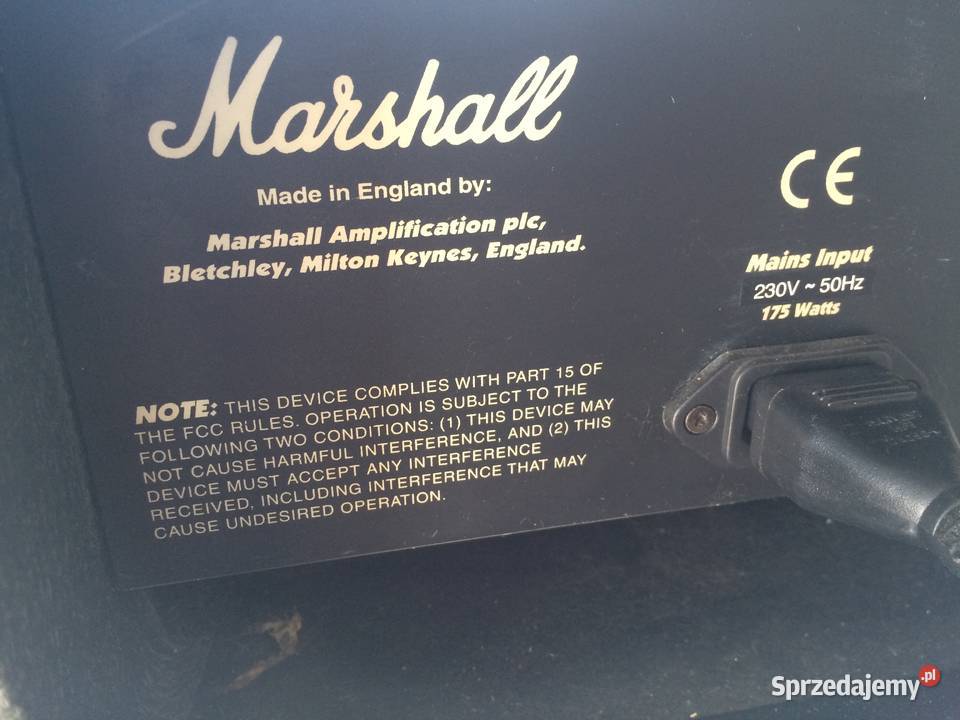 Marshall
Made in England by:
Marshall Amplification plc,
Bletchley, Milton Keynes, England.
CE
Mains Input
230V ~ 50Hz
175 Watts
NOTE: THIS DEVICE COMPLIES WITH PART 15 OF
THE FCC RULES. OPERATION IS SUBJECT TO THE
FOLLOWING TWO CONDITIONS: (1) THIS DEVICE MAY
NOT CAUSE HARMFUL INTERFERENCE, AND (2) THIS
DEVICE MUST ACCEPT ANY INTERFERENCE
RECEIVED, INCLUDING INTERFERENCE THAT MAY
CAUSE UNDESIRED OPERATION.
Sprzedajemy.pl